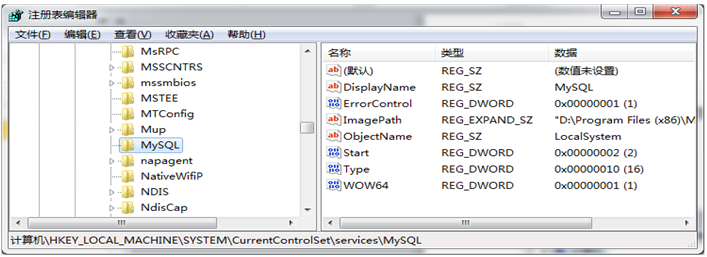 注册表编辑器
文件(F) 编辑(E) 查看(V) 收藏夹(A) 帮助(H)
MsRPC
MSSCNTRS
mssmbios
MSTEE
MTConfig
Mup
MySQL
napagent
NativeWifiP
NDIS
NdisCap
名称 类型 数据
(默认) REG_SZ (数值未设置)
DisplayName REG_SZ MySQL
ErrorControl REG_DWORD 0x00000001 (1)
ImagePath REG_EXPAND_SZ "D:\Program Files (x86)\M
ObjectName REG_SZ LocalSystem
Start REG_DWORD 0x00000002 (2)
Type REG_DWORD 0x00000010 (16)
WOW64 REG_DWORD 0x00000001 (1)
计算机\HKEY_LOCAL_MACHINE\SYSTEM\CurrentControlSet\services\MySQL